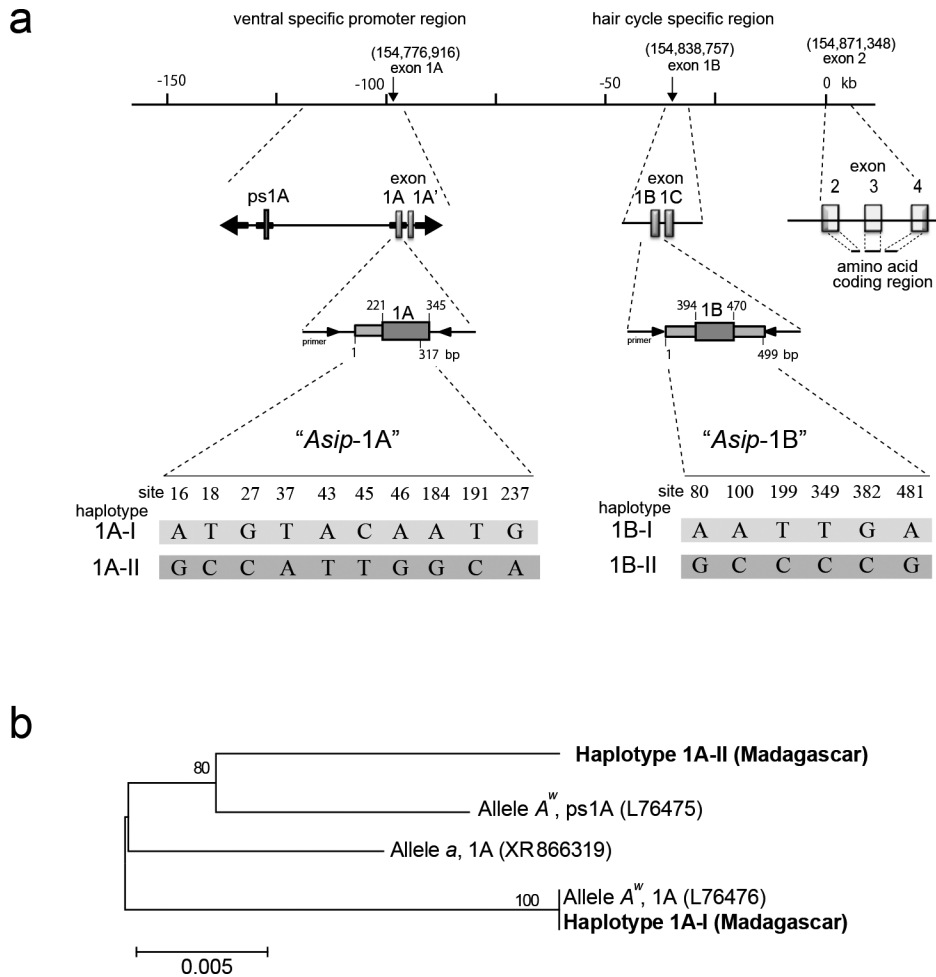 a
ventral specific promoter region
hair cycle specific region
(154,776,916)
exon 1A
(154,838,757)
exon 1B
(154,871,348)
exon 2
-150
-100
-50
0 kb
ps1A
exon
1A 1A'
exon
1B 1C
exon
2 3 4
amino acid
coding region
221 1A 345
primer
1 317 bp
394 1B 470
primer
1 499 bp
"Asip-1A"
"Asip-1B"
site 16 18 27 37 43 45 46 184 191 237
haplotype
1A-I A T G T A C A A T G
1A-II G C C A T T G G C A
site 80 100 199 349 382 481
haplotype
1B-I A A T T G A
1B-II G C C C C G
b
80
Haplotype 1A-II (Madagascar)
Allele A^w, ps1A (L76475)
Allele a, 1A (XR866319)
100
Allele A^w, 1A (L76476)
Haplotype 1A-I (Madagascar)
0.005